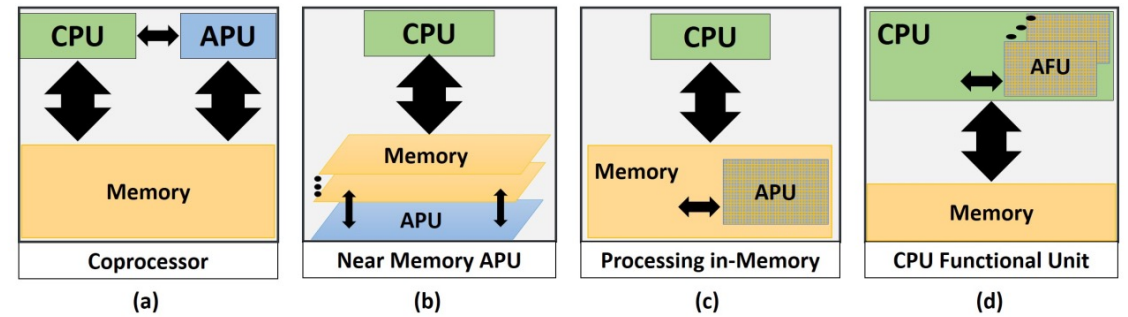 CPU APU
Memory
Coprocessor
(a)
CPU
Memory
APU
Near Memory APU
(b)
CPU
Memory
APU
Processing in-Memory
(c)
CPU
AFU
Memory
CPU Functional Unit
(d)